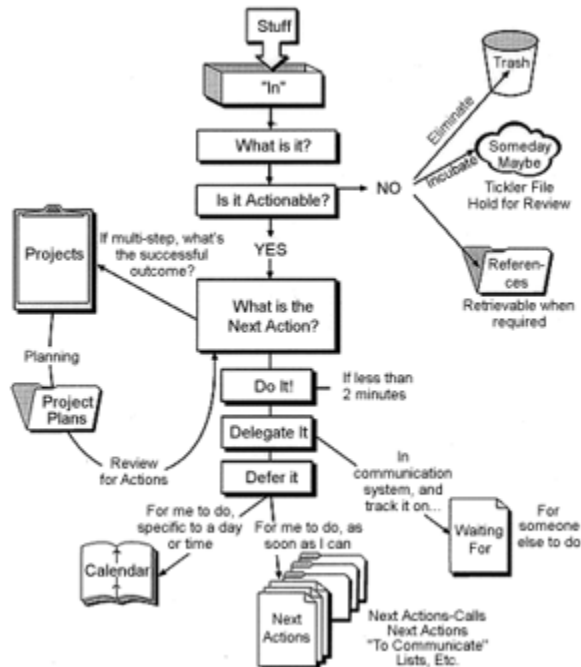 Stuff
"In"
What is it?
Is it Actionable?
NO
Eliminate
Trash
Incubate
Someday
Maybe
Tickler File
Hold for Review
Referen-
ces
Retrievable when
required
YES
If multi-step, what's
the successful
outcome?
Projects
What is the
Next Action?
Planning
Project
Plans
Review
for Actions
Do It!
If less than
2 minutes
Delegate It
Defer it
In
communication
system, and
track it on...
Waiting
For
For
someone
else to do
For me to do,
specific to a day
or time
Calendar
For me to do, as
soon as I can
Next
Actions
Next Actions-Calls
Next Actions
"To Communicate"
Lists, Etc.